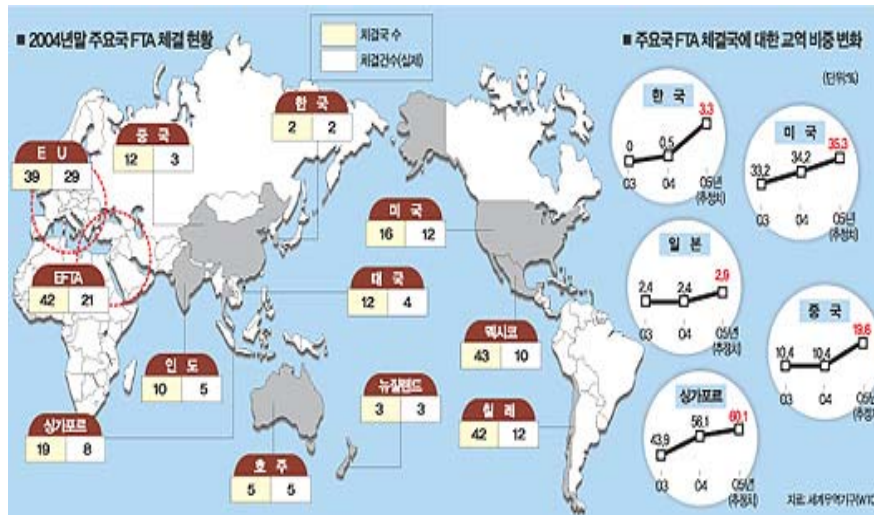 ■ 2004년말 주요국 FTA 체결 현황
체결국 수
체결건수(실체)
한 국
2 2
중 국
12 3
E U
39 29
미 국
16 12
EFTA
42 21
태 국
12 4
멕시코
43 10
인 도
10 5
뉴질랜드
3 3
칠 레
42 12
싱가포르
19 8
호 주
5 5
■ 주요국 FTA 체결국에 대한 교역 비중 변화
(단위:%)
한 국
0 0.5 3.3
03 04 05년
(추정치)
미 국
33.2 34.2 35.3
03 04 05년
(추정치)
일 본
2.4 2.4 2.9
03 04 05년
(추정치)
중 국
10.4 10.4 19.6
03 04 05년
(추정치)
싱가포르
43.9 58.1 60.1
03 04 05년
(추정치)
자료: 세계무역기구(WTO